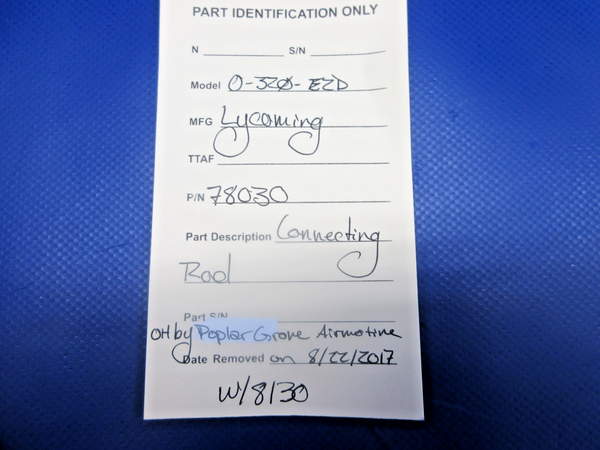 PART IDENTIFICATION ONLY
N S/N
Model O-320-E2D
MFG Lycoming
TTAF
P/N 78030
Part Description Connecting
Rod
Part S/N
OH by Poplar Grove Airmotive
Date Removed on 8/22/2017
W/8130